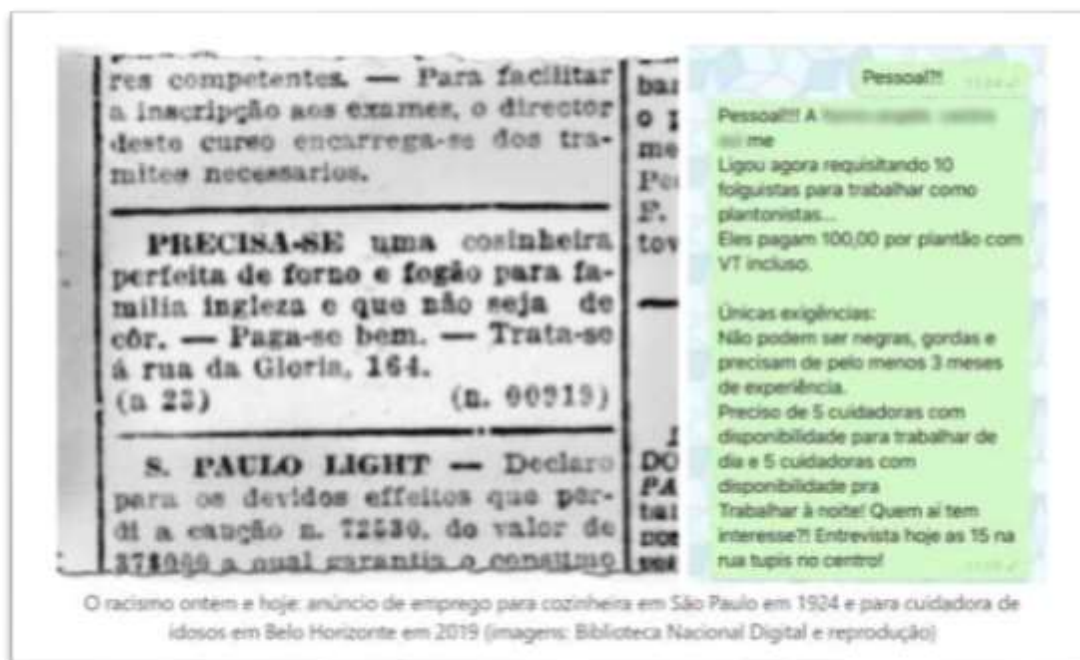 res competentes. — Para facilitar
a inscripção aos exames, o director
deste curso encarrega-se dos tra-
mites necessarios.
PRECISA-SE uma cosinheira
perfeita de forno e fogão para fa-
milia ingleza e que não seja de
côr. — Paga-se bem. — Trata-se
á rua da Gloria, 164.
(a 23) (n. 00919)
S. PAULO LIGHT — Declaro
para os devidos effeitos que per-
di a caução n. 72530, do valor de
37$000 a qual garantia o consumo
Pessoal?!
Pessoal!!! A
me
Ligou agora requisitando 10
folguistas para trabalhar como
plantonistas...
Eles pagam 100,00 por plantão com
VT incluso.
Únicas exigências:
Não podem ser negras, gordas e
precisam de pelo menos 3 meses
de experiência.
Preciso de 5 cuidadoras com
disponibilidade para trabalhar de
dia e 5 cuidadoras com
disponibilidade pra
Trabalhar à noite! Quem aí tem
interesse?! Entrevista hoje as 15 na
rua tupis no centro!
O racismo ontem e hoje: anúncio de emprego para cozinheira em São Paulo em 1924 e para cuidadora de
idosos em Belo Horizonte em 2019 (imagens: Biblioteca Nacional Digital e reprodução)